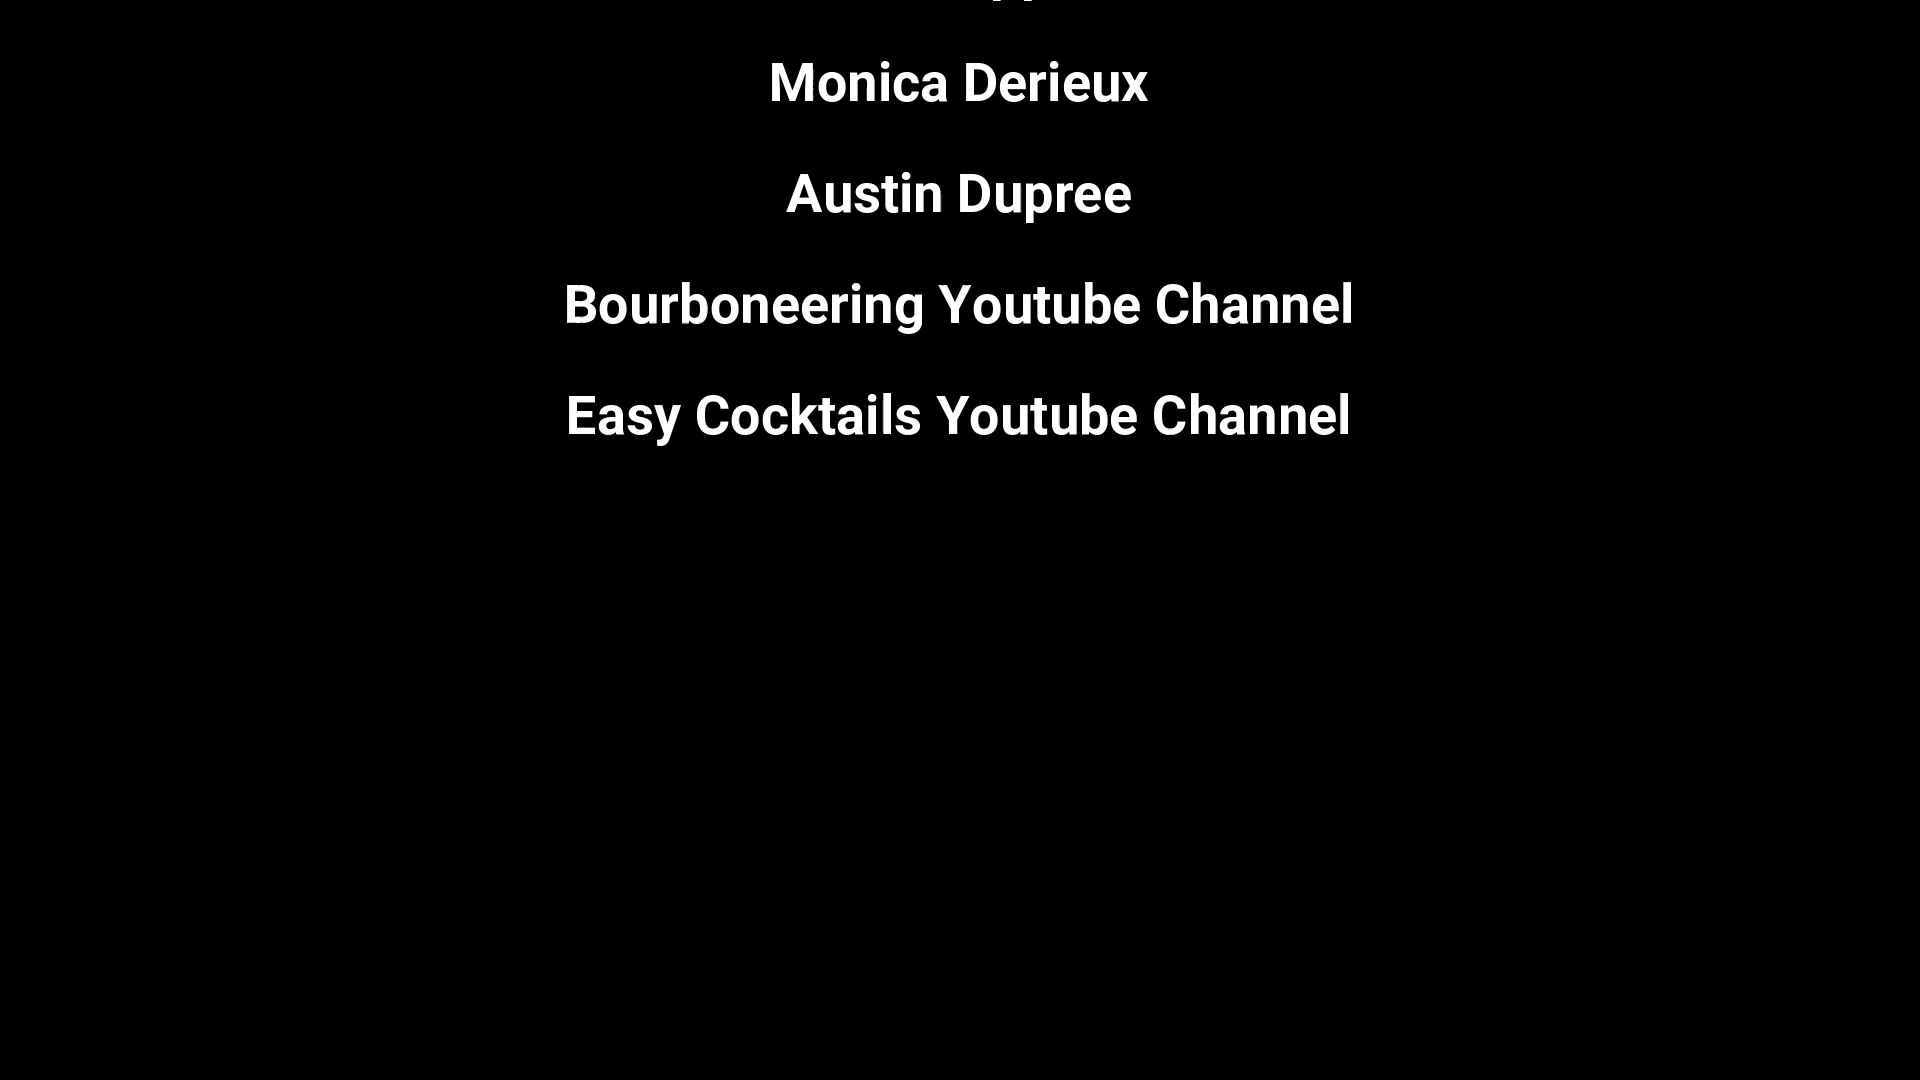 Monica Derieux
Austin Dupree
Bourboneering Youtube Channel
Easy Cocktails Youtube Channel